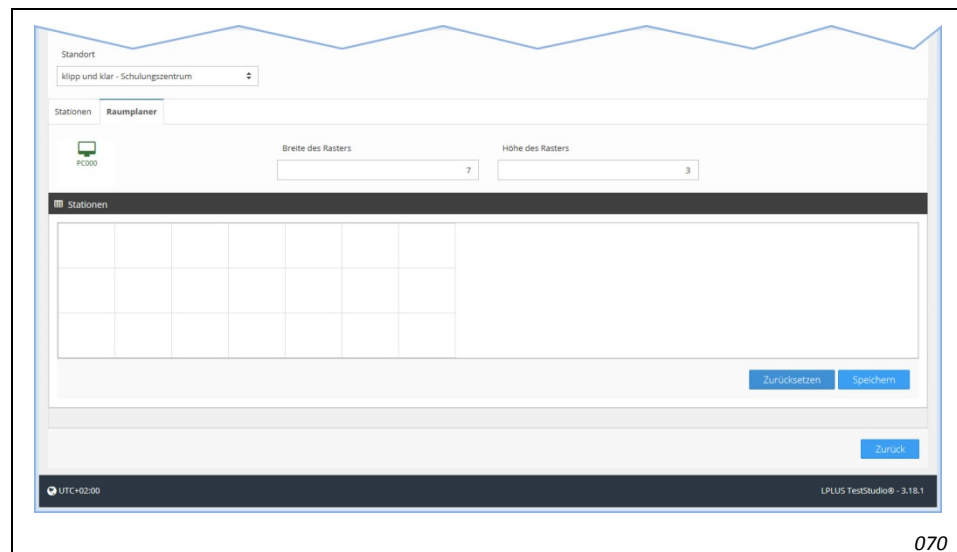 Standort
klipp und klar - Schulungszentrum
Stationen Raumplaner
PC000
Breite des Rasters Höhe des Rasters
7 3
Stationen
Zurücksetzen Speichern
Zurück
UTC+02:00 LPLUS TestStudio® - 3.18.1
070